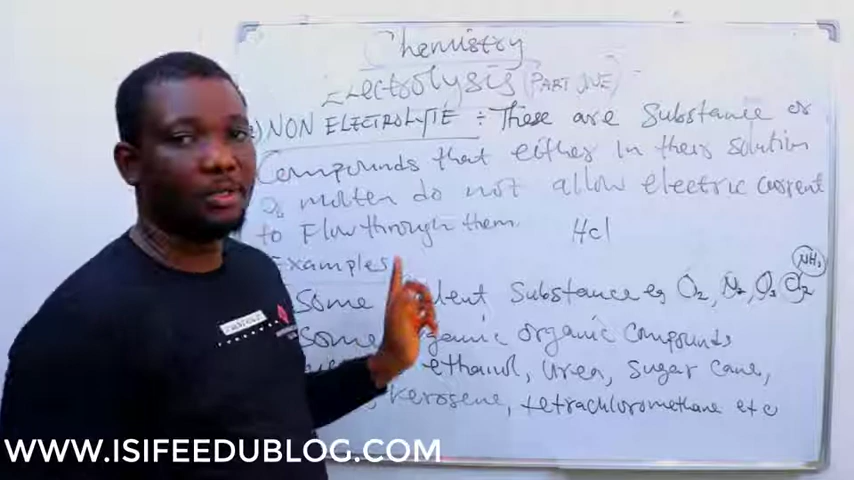 Chemistry
Electrolysis (PART ONE)
NON ELECTROLYTE ÷ These are Substance or
Compounds that either in their solution
or molten do not allow electric current
to Flow through them HCl
Examples
NH3
Some Substance eg O2, N2, O3 Cl2
Some organic Compounds
ethanol, Urea, Sugar Cane,
Kerosene, tetrachloromethane etc
WWW.ISIFEEDUBLOG.COM